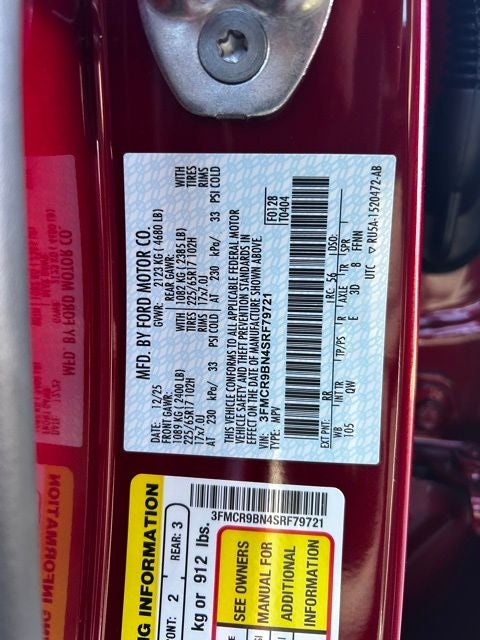 MFD. BY FORD MOTOR CO.
DATE: 12/25 GVWR: 2123 KG ( 4680 LB)
FRONT GAWR: REAR GAWR:
1089 KG (2400 LB) 1082 KG (2385 LB) WITH
225/65R17 102H 225/65R17 102H TIRES
17x7.0J 17x7.0J RIMS
AT 230 kPa/ 33 PSI COLD AT 230 kPa/ 33 PSI COLD
THIS VEHICLE CONFORMS TO ALL APPLICABLE FEDERAL MOTOR
VEHICLE SAFETY AND THEFT PREVENTION STANDARDS IN
EFFECT ON THE DATE OF MANUFACTURE SHOWN ABOVE.
VIN: 3FMCR9BN4SRF79721
TYPE: MPV
F0128
T0404
EXT PNT: RR RC: 56 DSO:
WB INT TR TP/PS R AXLE TR SPR
105 QW E 3D 8 FFNN
UTC ▽ RU5A-1520472-AB
3FMCR9BN4SRF79721
NG INFORMATION
RONT: 2 REAR: 3
kg or 912 lbs.
SEE OWNERS
MANUAL FOR
ADDITIONAL
INFORMATION